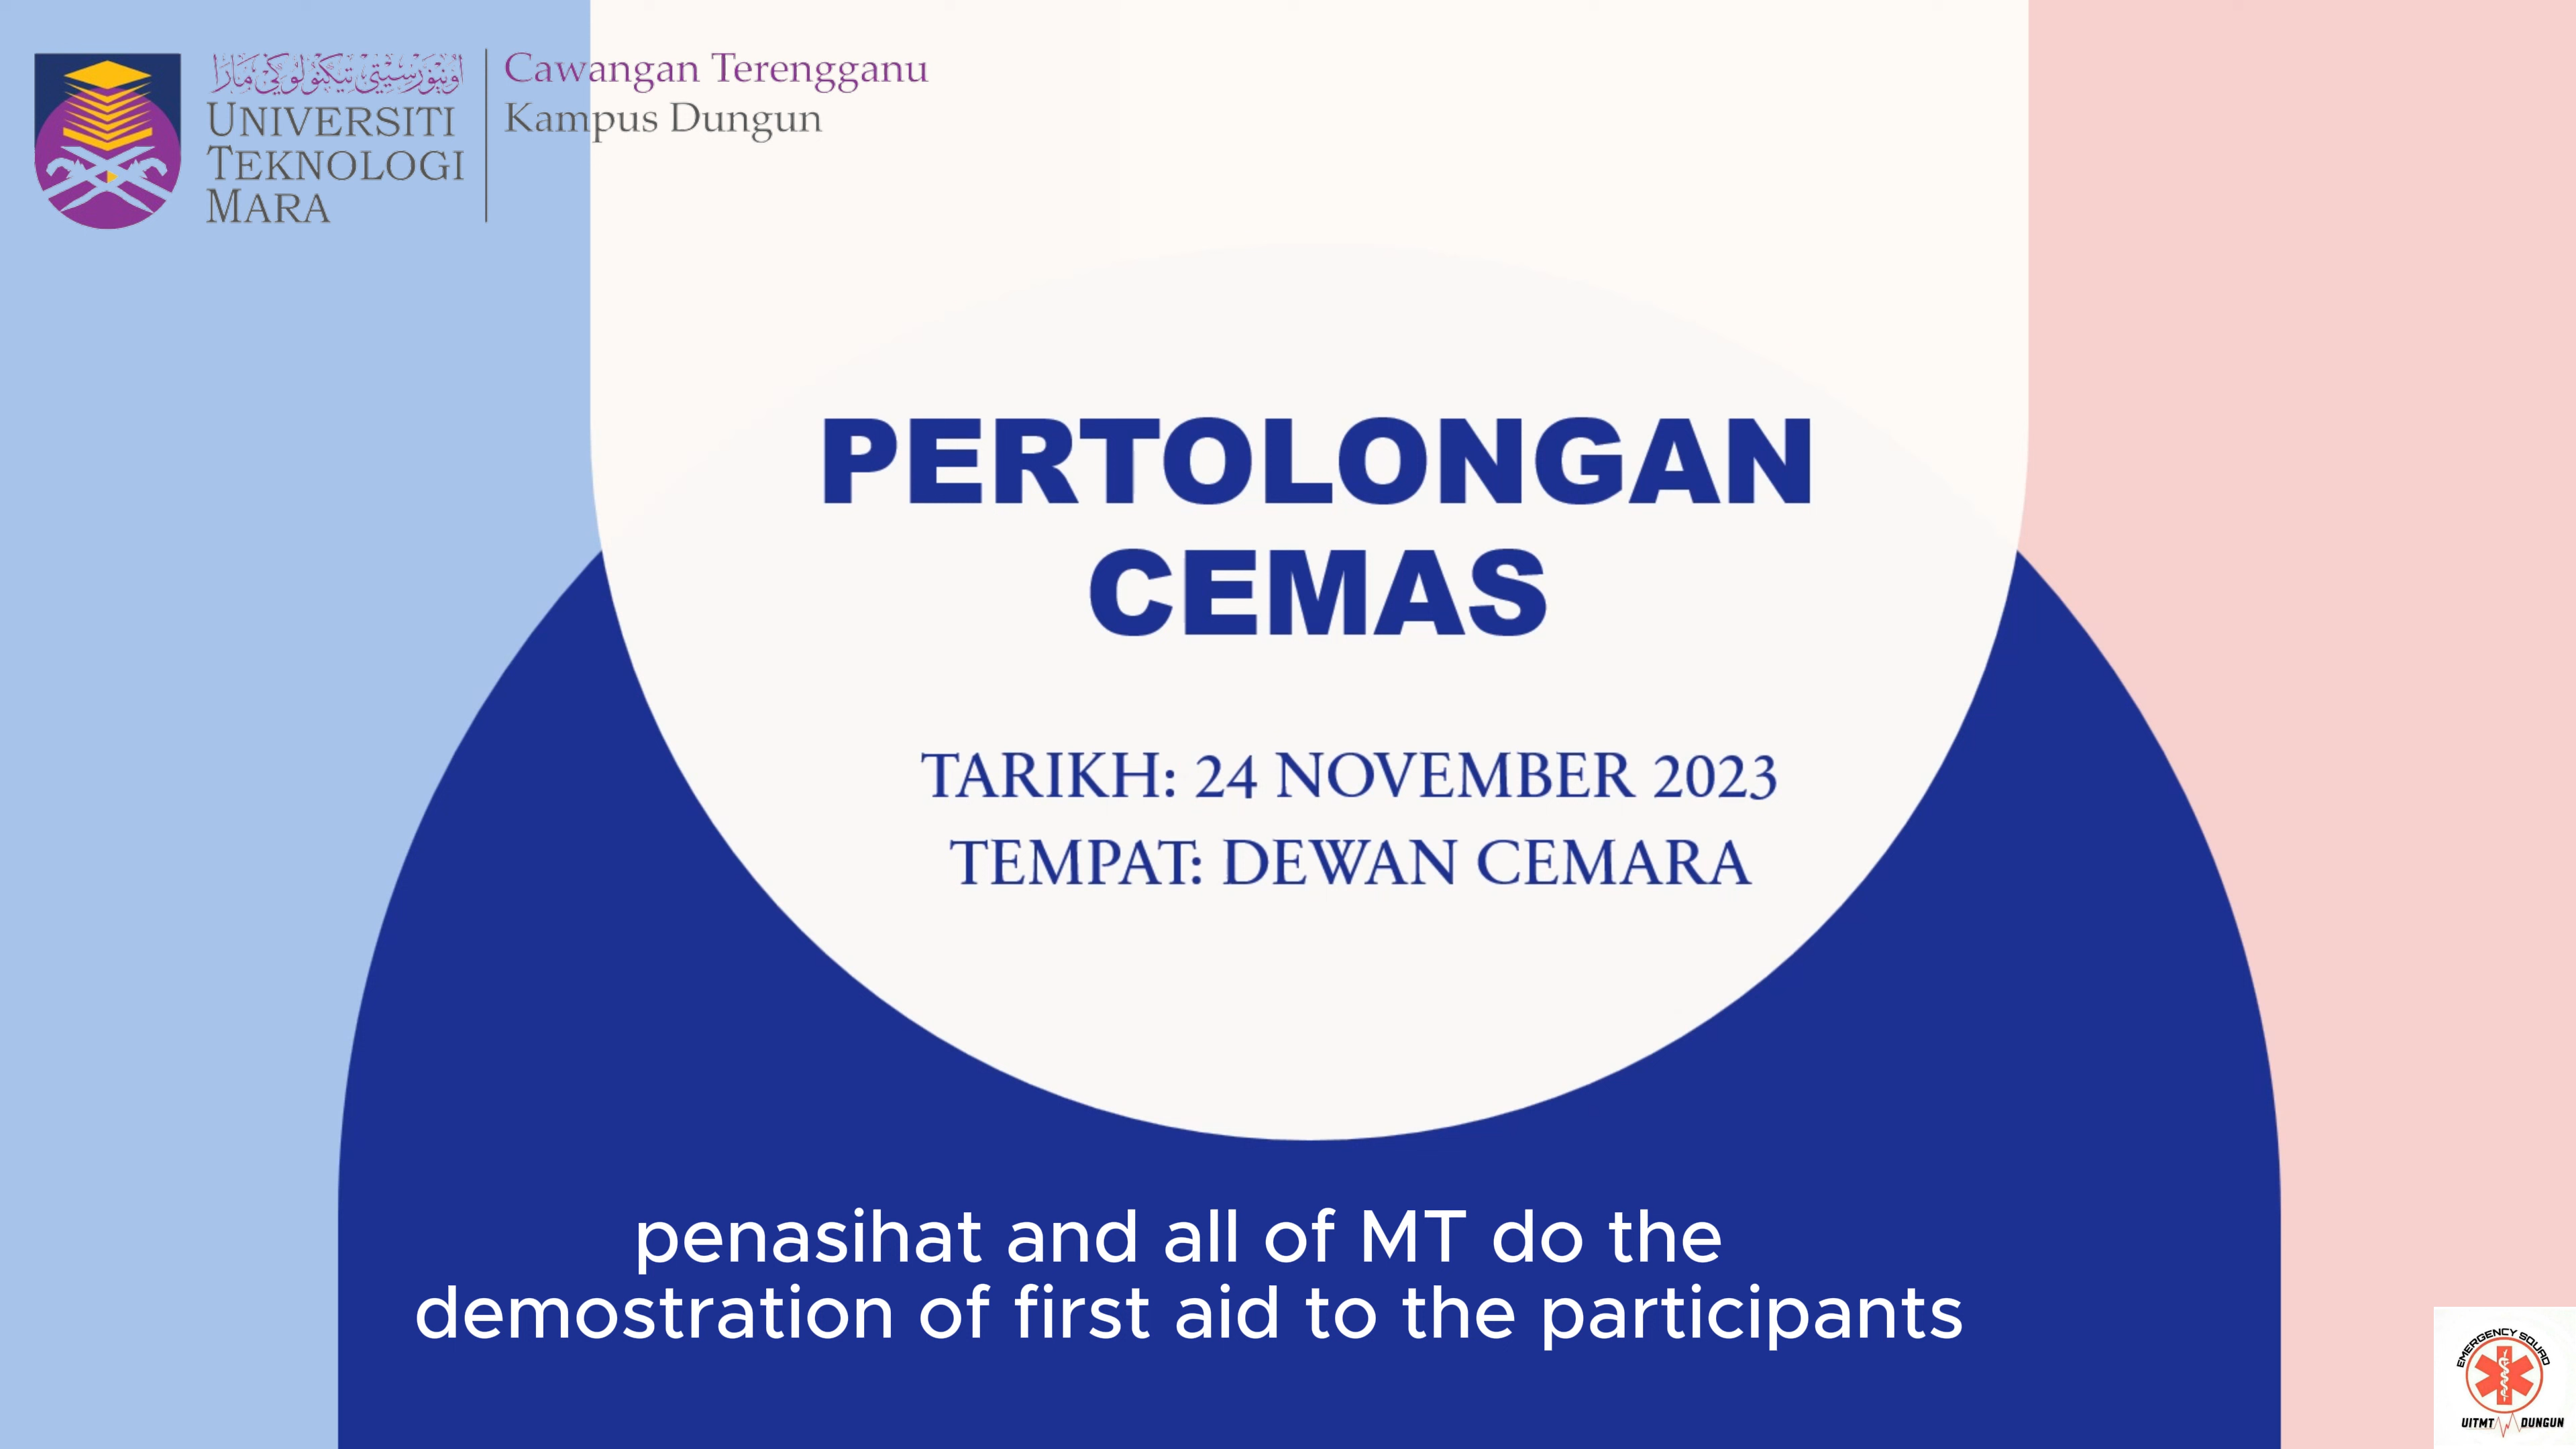 اونيۏرسيتي تيكنولوݢي مارا
UNIVERSITI
TEKNOLOGI
MARA
Cawangan Terengganu
Kampus Dungun
PERTOLONGAN
CEMAS
TARIKH: 24 NOVEMBER 2023
TEMPAT: DEWAN CEMARA
penasihat and all of MT do the
demostration of first aid to the participants
EMERGENCY SQUAD
UITMT DUNGUN